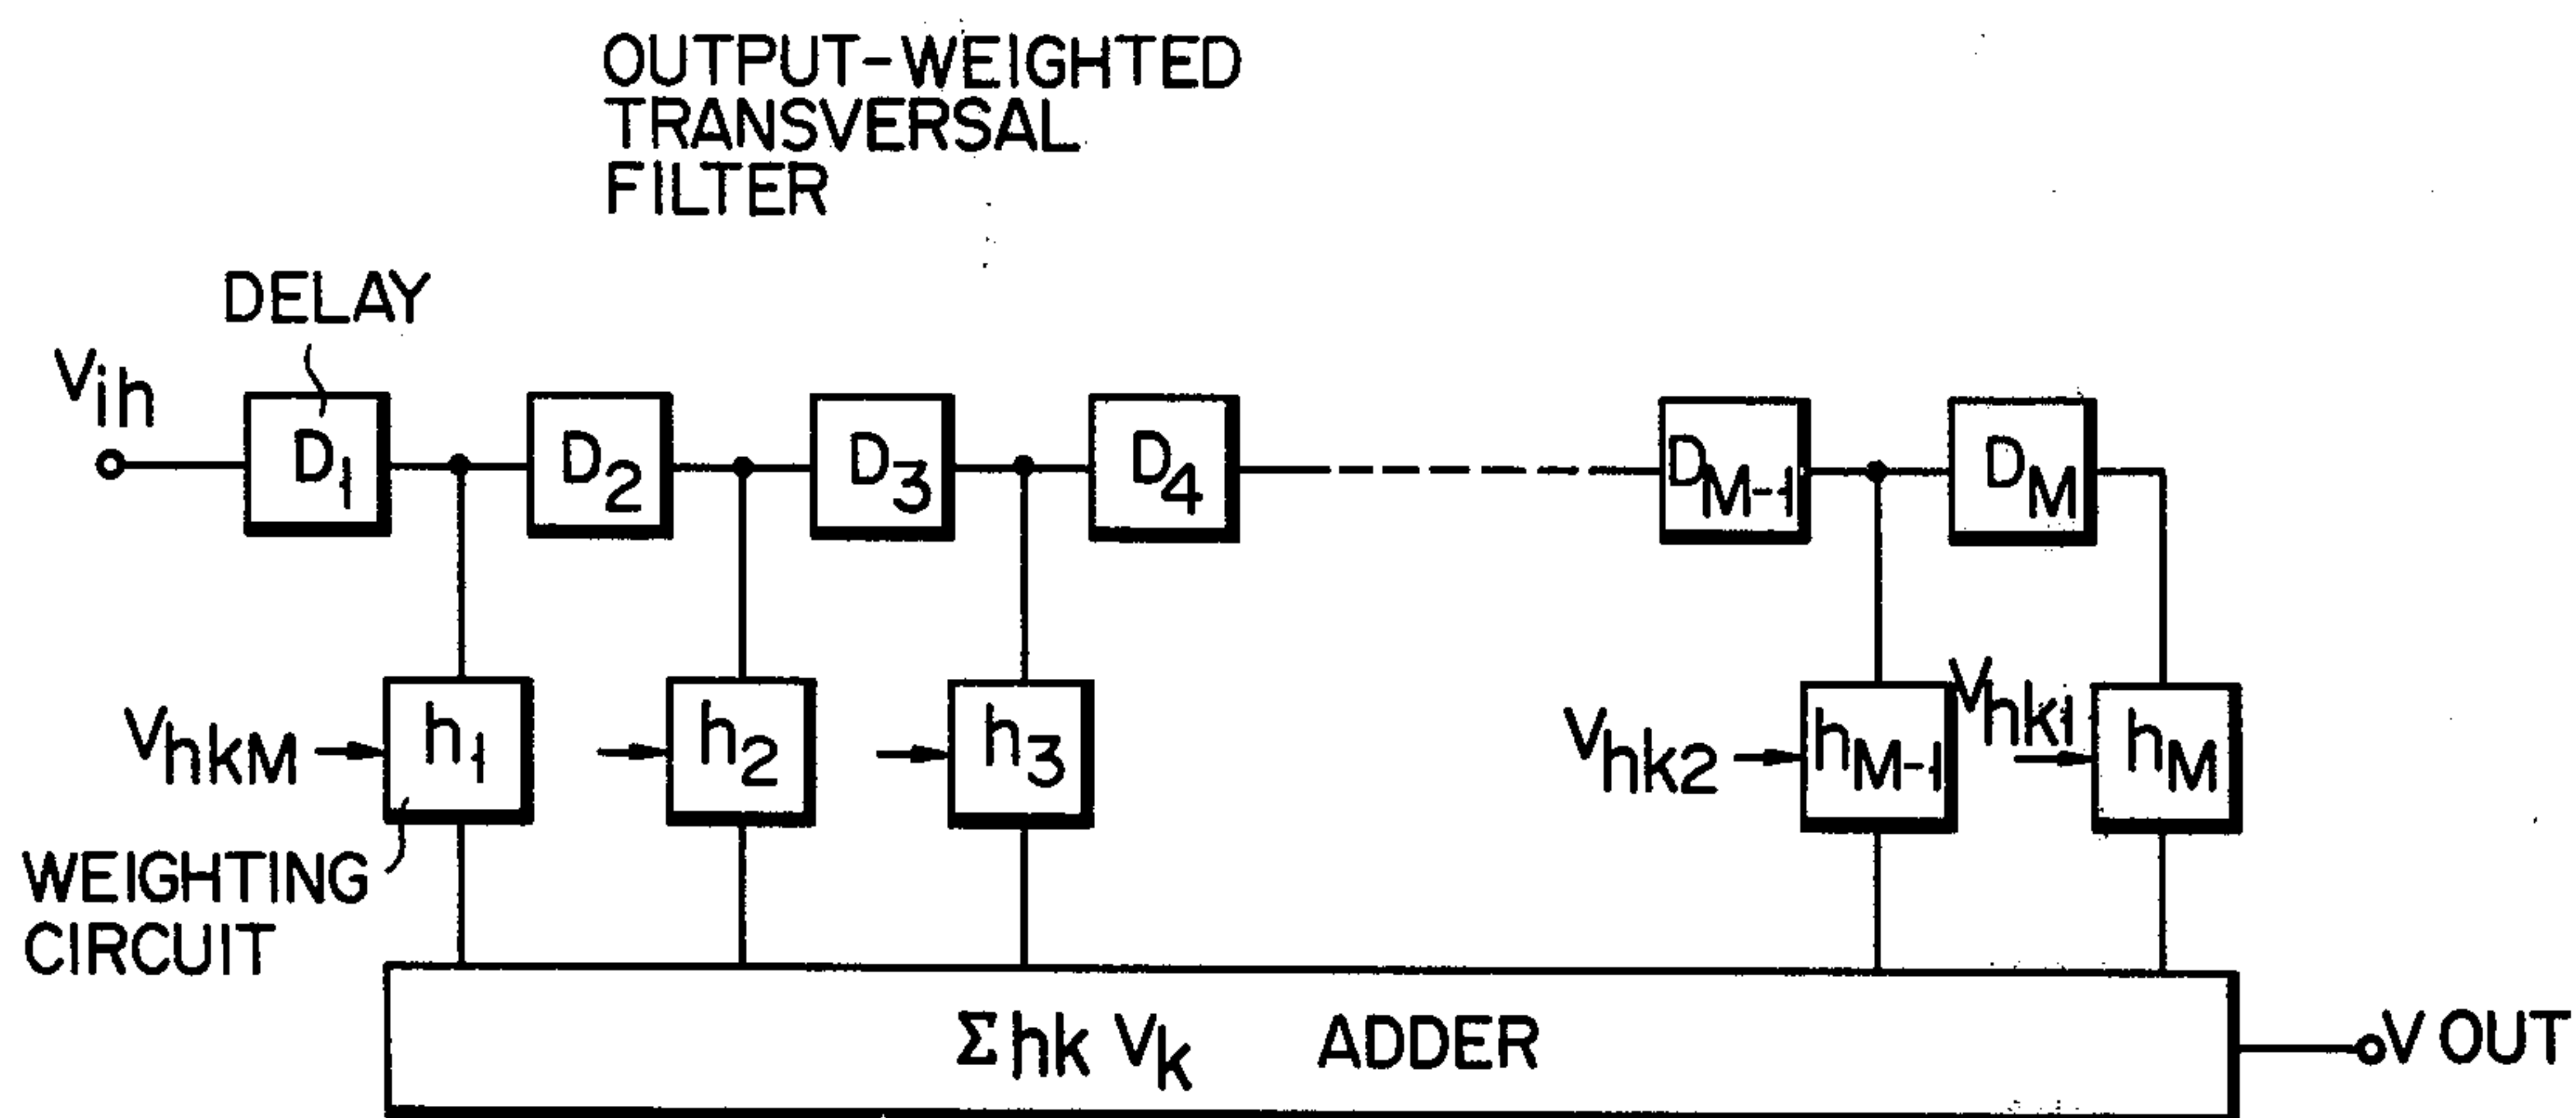 OUTPUT-WEIGHTED
TRANSVERSAL
FILTER
DELAY
Vih
D1
D2
D3
D4
DM-1
DM
VhkM
h1
h2
h3
Vhk2
hM-1
Vhk1
hM
WEIGHTING
CIRCUIT
Σhk Vk ADDER
V OUT